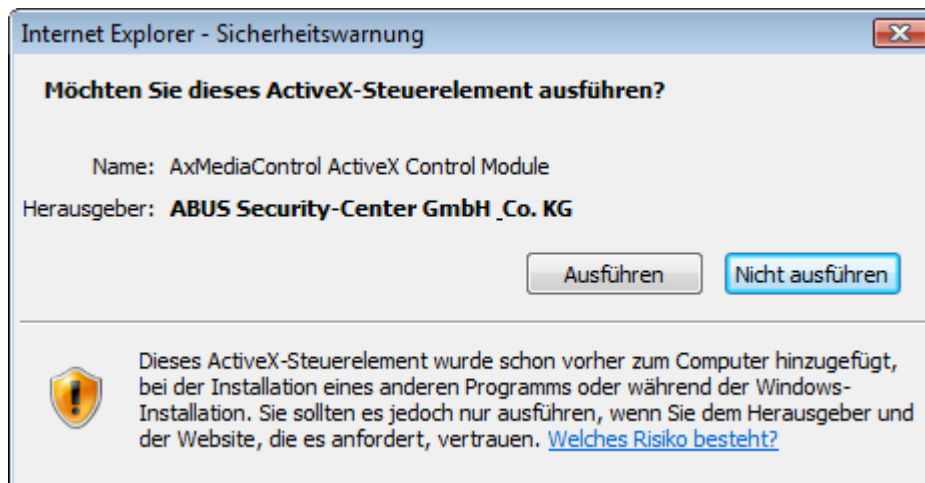 Internet Explorer - Sicherheitswarnung
Möchten Sie dieses ActiveX-Steuerelement ausführen?
Name: AxMediaControl ActiveX Control Module
Herausgeber: ABUS Security-Center GmbH _Co. KG
Ausführen Nicht ausführen
Dieses ActiveX-Steuerelement wurde schon vorher zum Computer hinzugefügt,
bei der Installation eines anderen Programms oder während der Windows-
Installation. Sie sollten es jedoch nur ausführen, wenn Sie dem Herausgeber und
der Website, die es anfordert, vertrauen. Welches Risiko besteht?